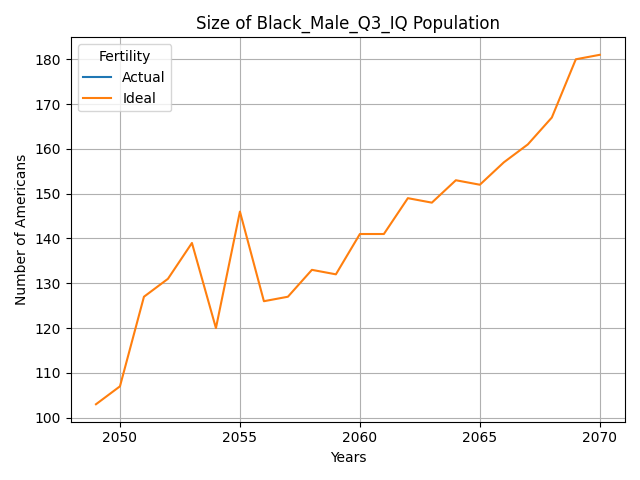 Size of Black_Male_Q3_IQ Population
Fertility
Actual
Ideal
Number of Americans
180
170
160
150
140
130
120
110
100
2050 2055 2060 2065 2070
Years